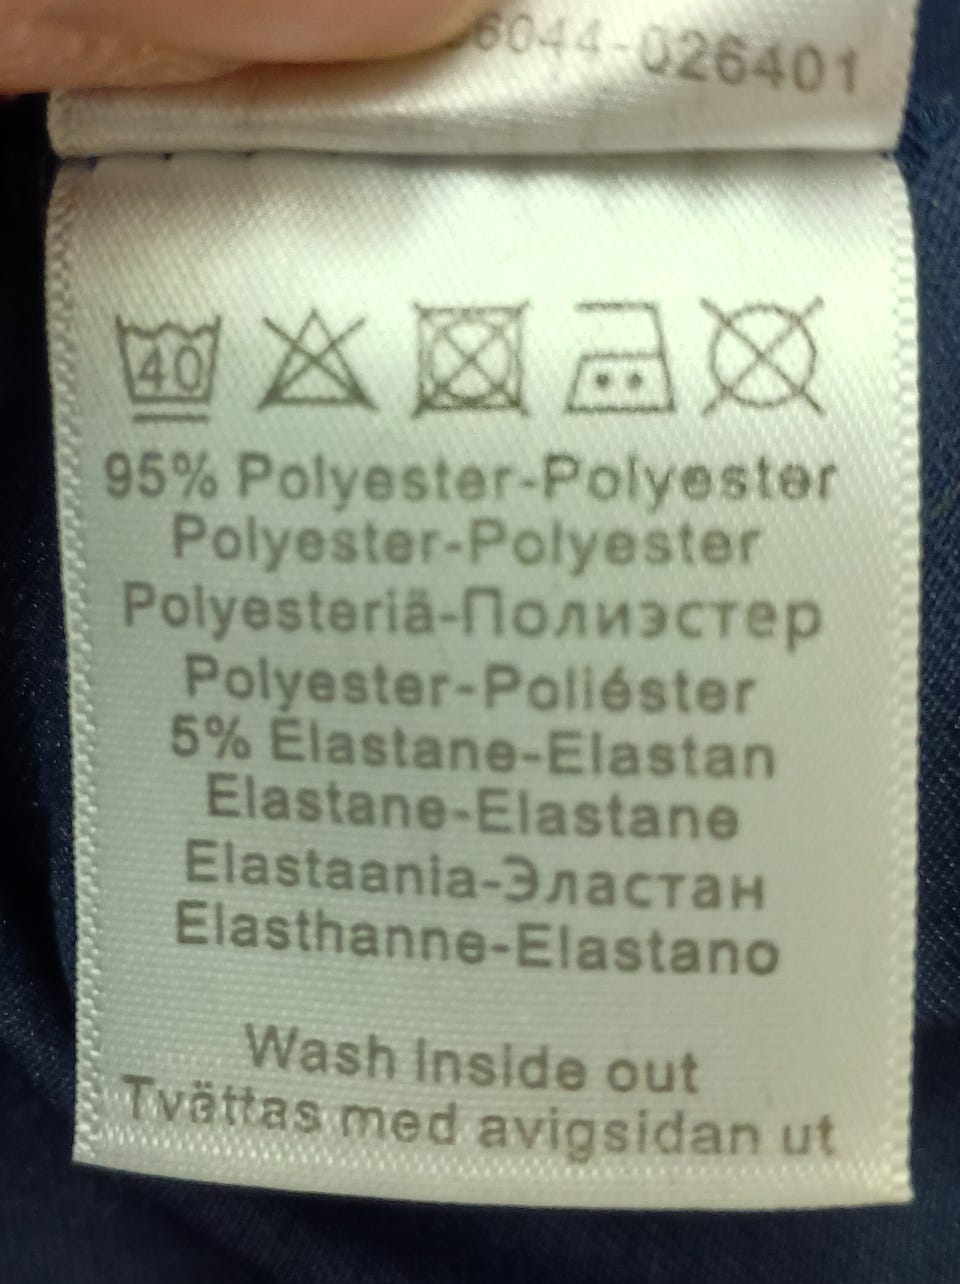 6044-026401
40
95% Polyester-Polyester
Polyester-Polyester
Polyesteriä-Полиэстер
Polyester-Poliéster
5% Elastane-Elastan
Elastane-Elastane
Elastaania-Эластан
Elasthanne-Elastano
Wash Inside out
Tvättas med avigsidan ut